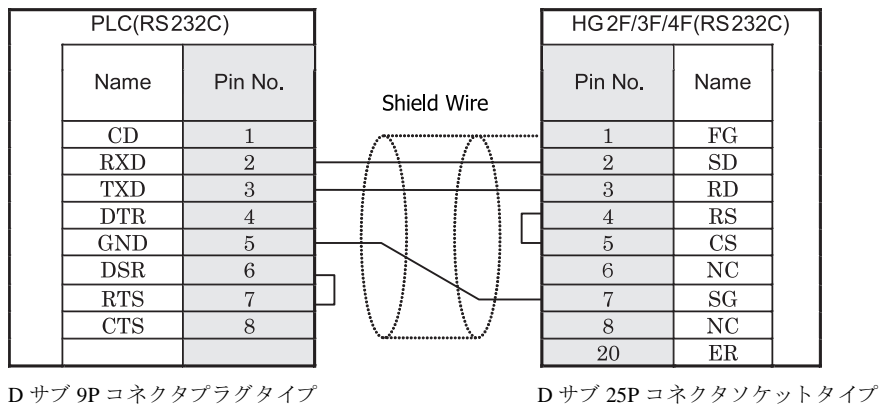 PLC(RS232C)
Name Pin No.
CD 1
RXD 2
TXD 3
DTR 4
GND 5
DSR 6
RTS 7
CTS 8
Shield Wire
HG2F/3F/4F(RS232C)
Pin No. Name
1 FG
2 SD
3 RD
4 RS
5 CS
6 NC
7 SG
8 NC
20 ER
D サブ 9P コネクタプラグタイプ
D サブ 25P コネクタソケットタイプ